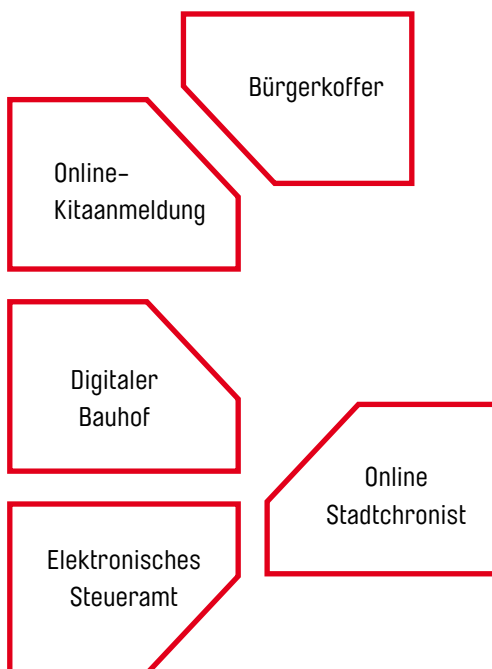 Bürgerkoffer
Online-
Kitaanmeldung
Digitaler
Bauhof
Online
Stadtchronist
Elektronisches
Steueramt